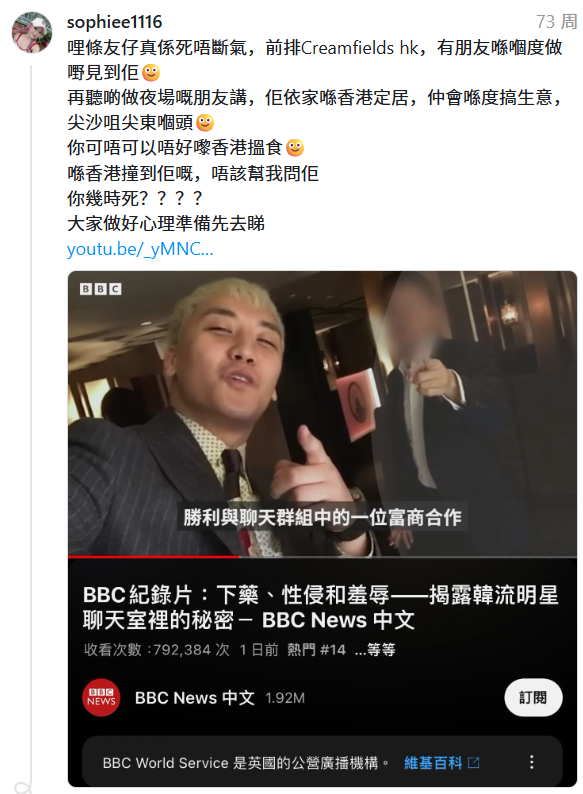 sophiee1116
73 周
哩條友仔真係死唔斷氣，前排Creamfields hk，有朋友喺嗰度做
嘢見到佢
再聽啲做夜場嘅朋友講，佢依家喺香港定居，仲會喺度搞生意，
尖沙咀尖東嗰頭
你可唔可以唔好嚟香港搵食
喺香港撞到佢嘅，唔該幫我問佢
你幾時死？？？？
大家做好心理準備先去睇
youtu.be/_yMNC...
BBC
勝利與聊天群組中的一位富商合作
BBC紀錄片：下藥、性侵和羞辱——揭露韓流明星
聊天室裡的秘密－ BBC News 中文
收看次數：792,384 次 1 日前 熱門 #14 ...等等
BBC NEWS
BBC News 中文 1.92M
訂閱
BBC World Service 是英國的公營廣播機構。 維基百科